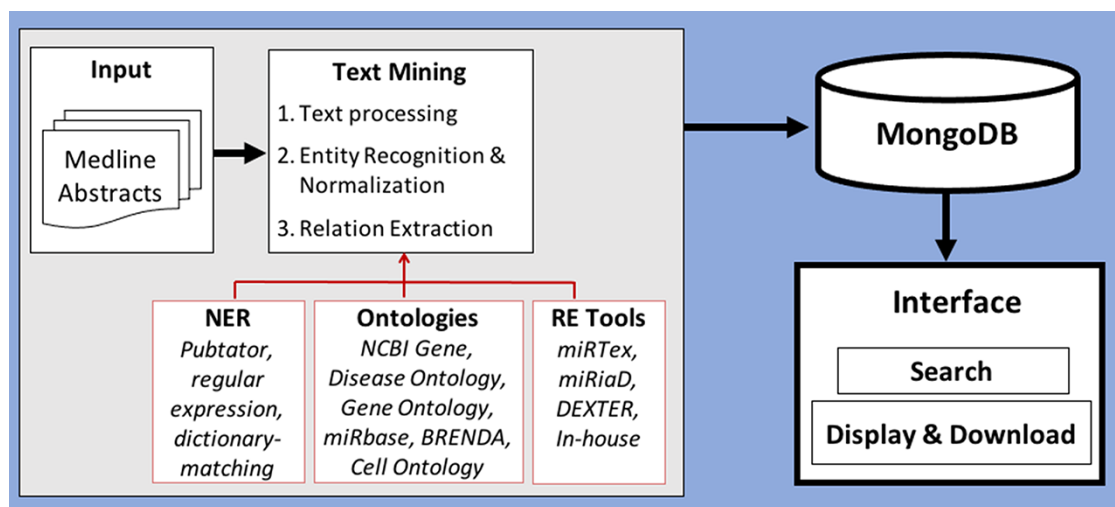 Input
Medline
Abstracts
Text Mining
1. Text processing
2. Entity Recognition &
Normalization
3. Relation Extraction
NER
Pubtator,
regular
expression,
dictionary-
matching
Ontologies
NCBI Gene,
Disease Ontology,
Gene Ontology,
miRbase, BRENDA,
Cell Ontology
RE Tools
miRTex,
miRiaD,
DEXTER,
In-house
MongoDB
Interface
Search
Display & Download